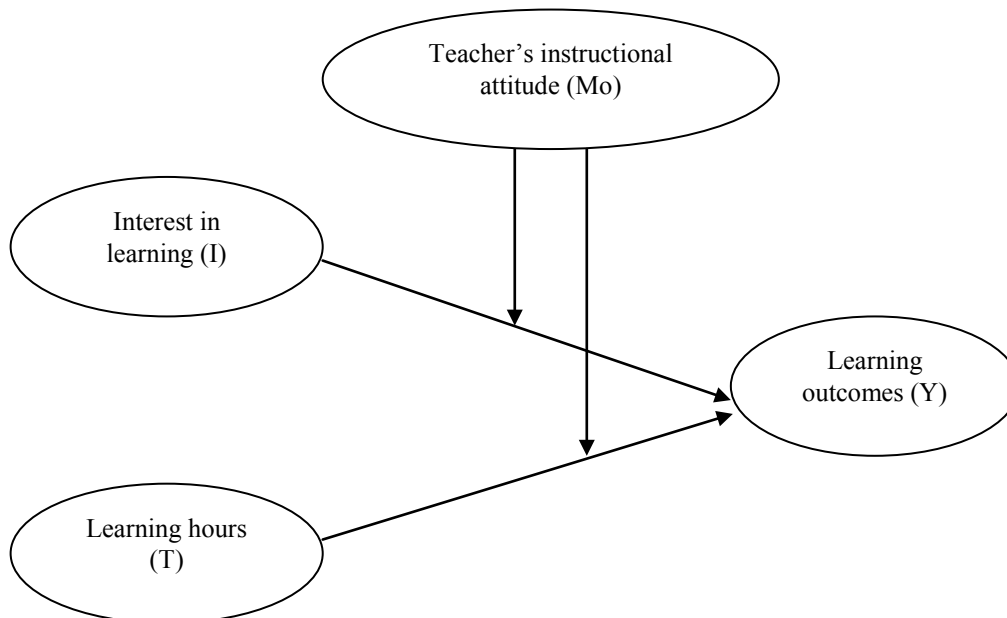 Teacher’s instructional
attitude (Mo)
Interest in
learning (I)
Learning
outcomes (Y)
Learning hours
(T)